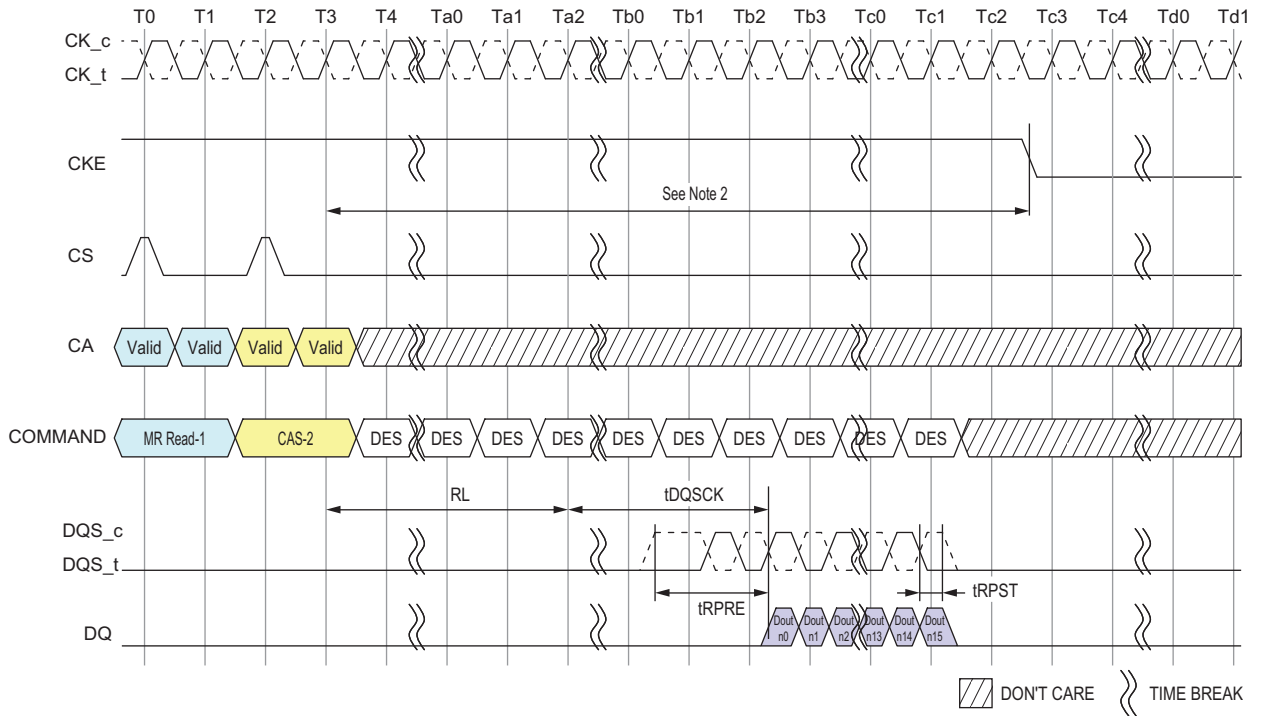 T0 T1 T2 T3 T4 Ta0 Ta1 Ta2 Tb0 Tb1 Tb2 Tb3 Tc0 Tc1 Tc2 Tc3 Tc4 Td0 Td1
CK_c
CK_t
CKE
See Note 2
CS
CA Valid Valid Valid Valid
COMMAND MR Read-1 CAS-2 DES DES DES DES DES DES DES DES DES DES
RL tDQSCK
DQS_c
DQS_t
tRPRE tRPST
DQ Dout n0 Dout n1 Dout n2 Dout n13 Dout n14 Dout n15
DON'T CARE TIME BREAK